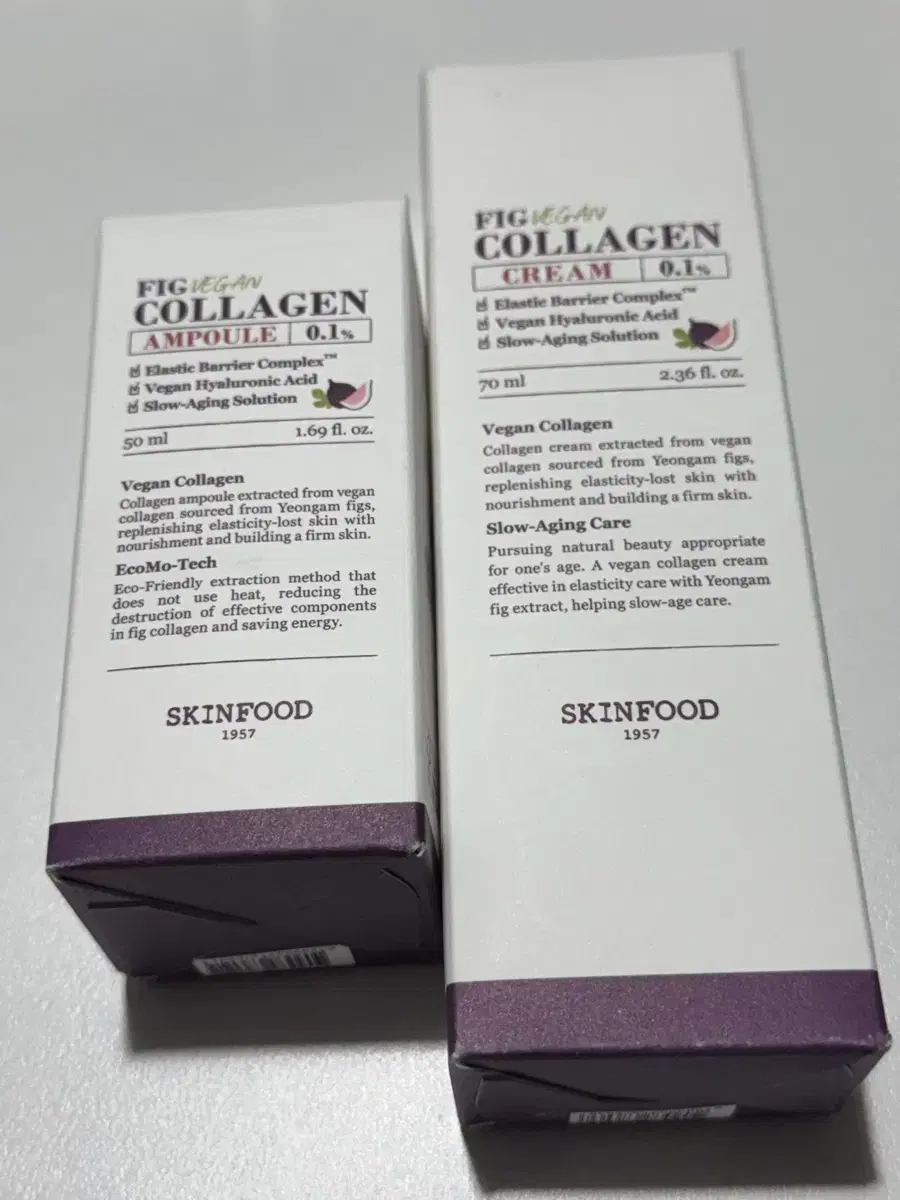 FIG VEGAN
COLLAGEN
AMPOULE 0.1%
Elastic Barrier Complex™
Vegan Hyaluronic Acid
Slow-Aging Solution
50 ml 1.69 fl. oz.
Vegan Collagen
Collagen ampoule extracted from vegan
collagen sourced from Yeongam figs,
replenishing elasticity-lost skin with
nourishment and building a firm skin.
EcoMo-Tech
Eco-Friendly extraction method that
does not use heat, reducing the
destruction of effective components
in fig collagen and saving energy.
SKINFOOD
1957
FIG VEGAN
COLLAGEN
CREAM 0.1%
Elastic Barrier Complex™
Vegan Hyaluronic Acid
Slow-Aging Solution
70 ml 2.36 fl. oz.
Vegan Collagen
Collagen cream extracted from vegan
collagen sourced from Yeongam figs,
replenishing elasticity-lost skin with
nourishment and building a firm skin.
Slow-Aging Care
Pursuing natural beauty appropriate
for one's age. A vegan collagen cream
effective in elasticity care with Yeongam
fig extract, helping slow-age care.
SKINFOOD
1957